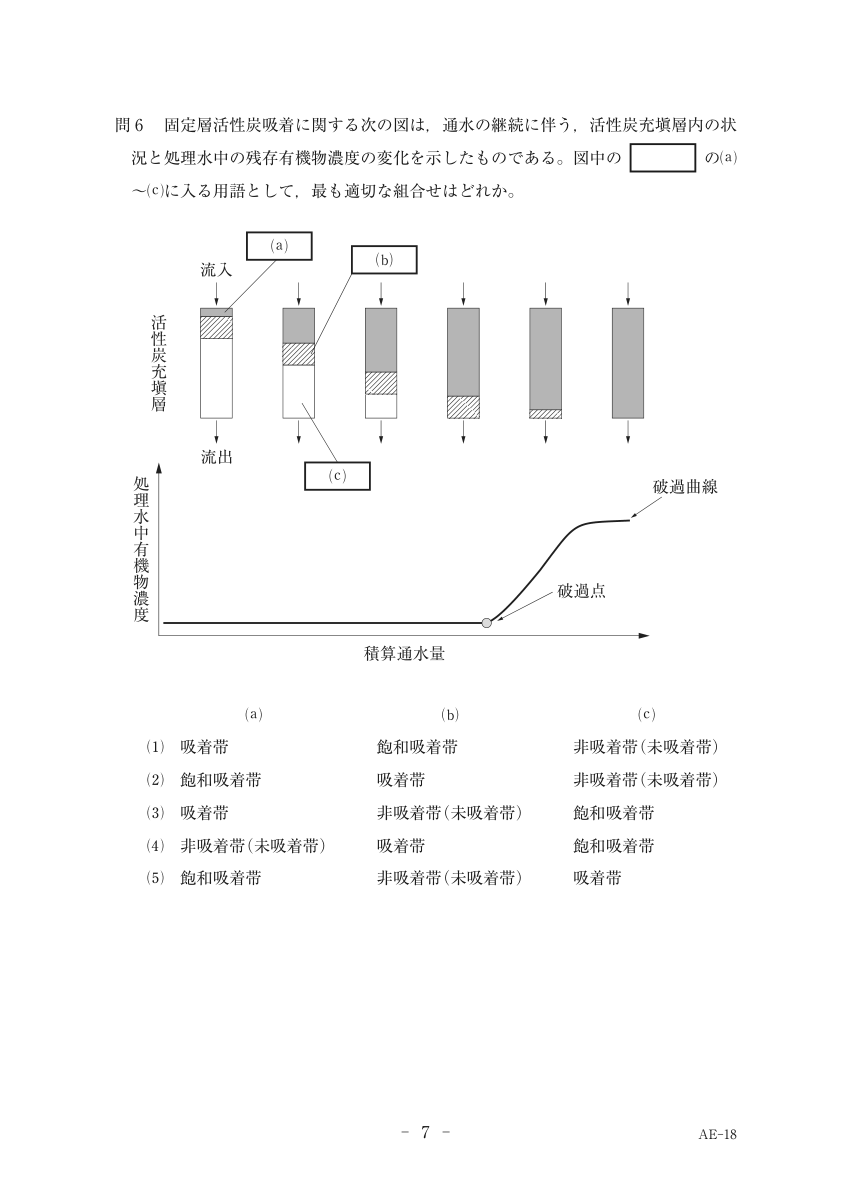 問6 固定層活性炭吸着に関する次の図は，通水の継続に伴う，活性炭充塡層内の状
況と処理水中の残存有機物濃度の変化を示したものである。図中の の(a)
～(c)に入る用語として，最も適切な組合せはどれか。
(a)
(b)
流入
活性炭充塡層
流出
(c)
処理水中有機物濃度
破過曲線
破過点
積算通水量
(a) (b) (c)
(1) 吸着帯 飽和吸着帯 非吸着帯(未吸着帯)
(2) 飽和吸着帯 吸着帯 非吸着帯(未吸着帯)
(3) 吸着帯 非吸着帯(未吸着帯) 飽和吸着帯
(4) 非吸着帯(未吸着帯) 吸着帯 飽和吸着帯
(5) 飽和吸着帯 非吸着帯(未吸着帯) 吸着帯
- 7 -
AE-18